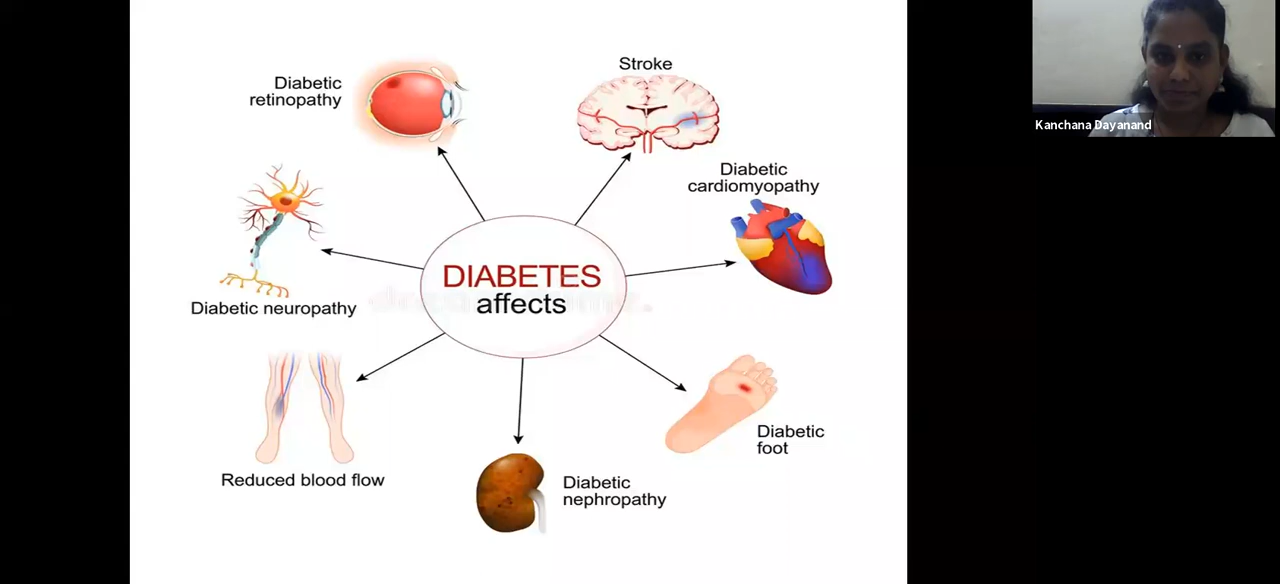 Diabetic
retinopathy
Stroke
Kanchana Dayanand
Diabetic
cardiomyopathy
DIABETES
affects
Diabetic neuropathy
Diabetic
foot
Reduced blood flow
Diabetic
nephropathy